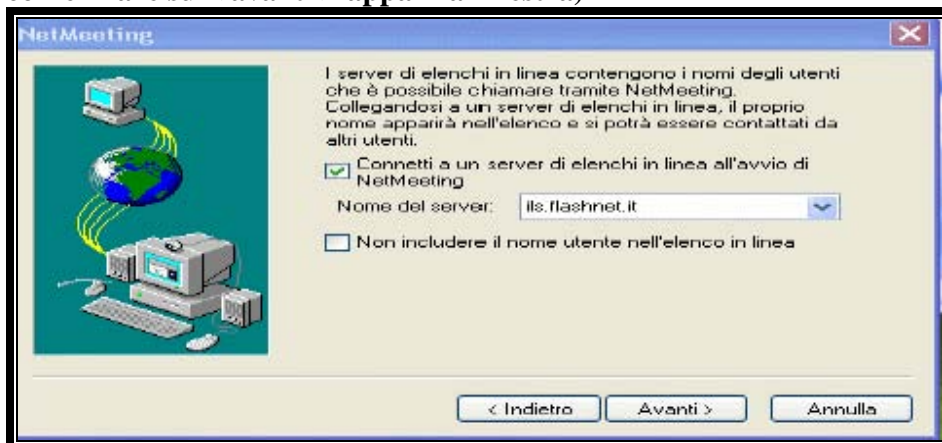 NetMeeting
I server di elenchi in linea contengono i nomi degli utenti
che è possibile chiamare tramite NetMeeting.
Collegandosi a un server di elenchi in linea, il proprio
nome apparirà nell'elenco e si potrà essere contattati da
altri utenti.
Connetti a un server di elenchi in linea all'avvio di
NetMeeting
Nome del server: ils.flashnet.it
Non includere il nome utente nell'elenco in linea
< Indietro Avanti > Annulla